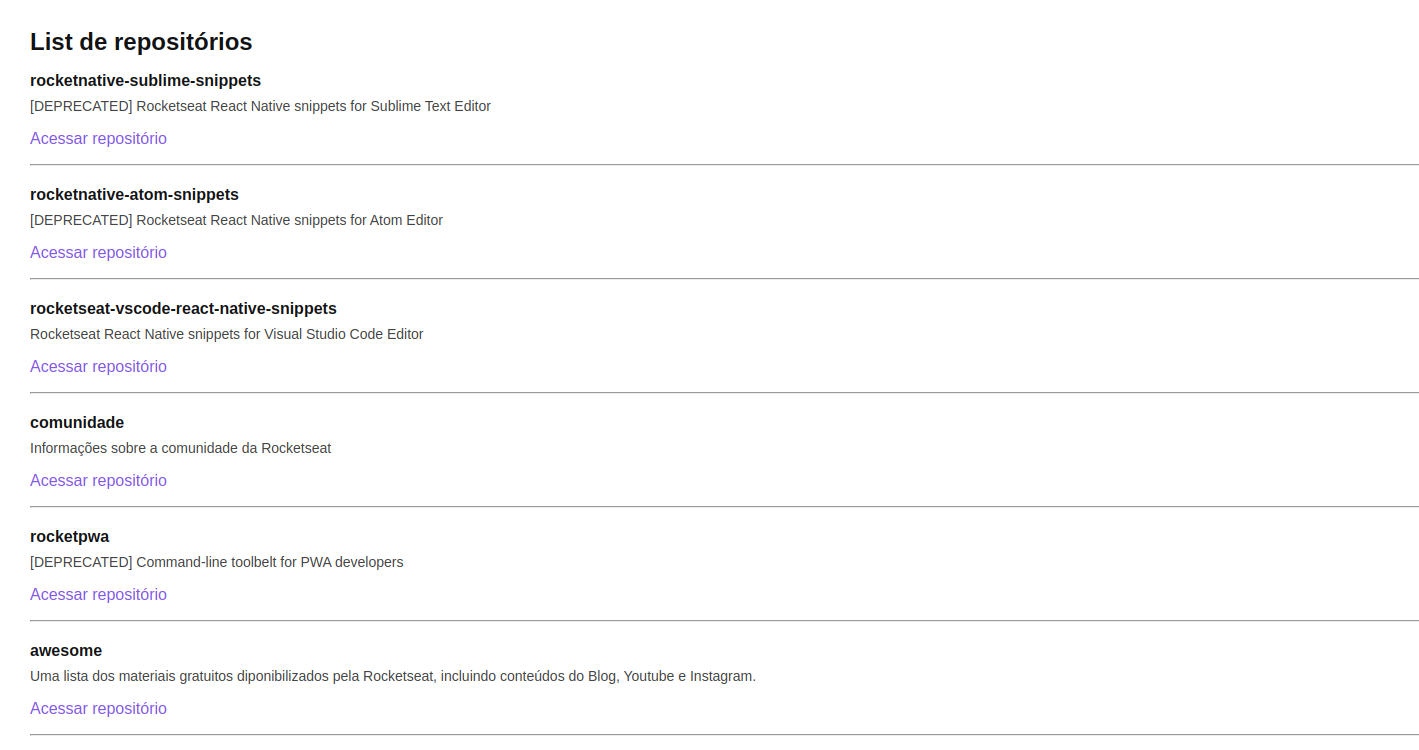 List de repositórios
rocketnative-sublime-snippets
[DEPRECATED] Rocketseat React Native snippets for Sublime Text Editor
Acessar repositório
rocketnative-atom-snippets
[DEPRECATED] Rocketseat React Native snippets for Atom Editor
Acessar repositório
rocketseat-vscode-react-native-snippets
Rocketseat React Native snippets for Visual Studio Code Editor
Acessar repositório
comunidade
Informações sobre a comunidade da Rocketseat
Acessar repositório
rocketpwa
[DEPRECATED] Command-line toolbelt for PWA developers
Acessar repositório
awesome
Uma lista dos materiais gratuitos diponibilizados pela Rocketseat, incluindo conteúdos do Blog, Youtube e Instagram.
Acessar repositório